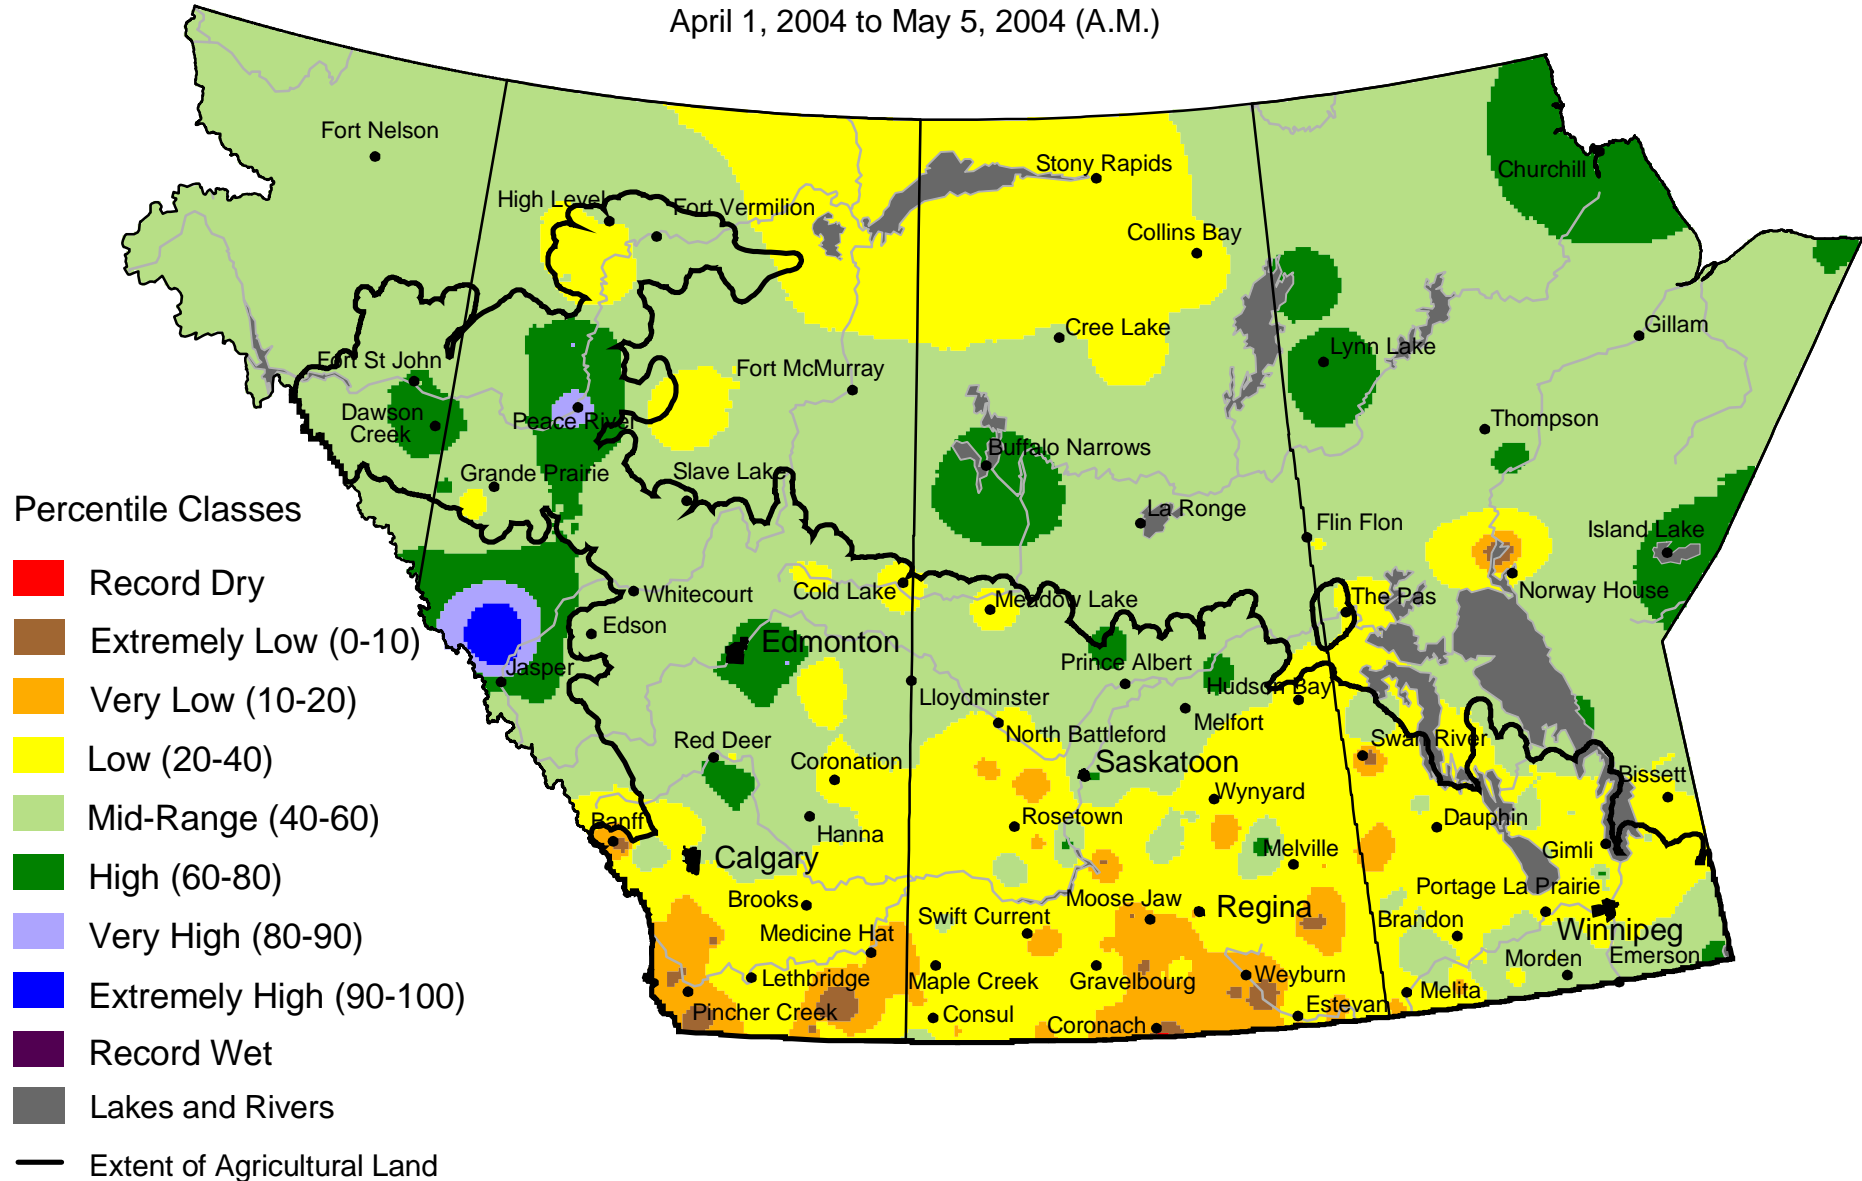 April 1, 2004 to May 5, 2004 (A.M.)
Fort Nelson
Churchill
Stony Rapids
High Level
Fort Vermilion
Collins Bay
Cree Lake
Gillam
Lynn Lake
Fort St John
Fort McMurray
Dawson
Creek
Peace River
Thompson
Buffalo Narrows
Grande Prairie
Slave Lake
La Ronge
Flin Flon
Island Lake
Whitecourt
Cold Lake
Meadow Lake
The Pas
Norway House
Edson
Edmonton
Jasper
Prince Albert
Hudson Bay
Lloydminster
Melfort
North Battleford
Red Deer
Coronation
Saskatoon
Swan River
Bissett
Wynyard
Banff
Hanna
Rosetown
Dauphin
Calgary
Melville
Gimli
Brooks
Swift Current
Moose Jaw
Regina
Portage La Prairie
Brandon
Winnipeg
Medicine Hat
Lethbridge
Maple Creek
Gravelbourg
Weyburn
Morden
Emerson
Pincher Creek
Consul
Coronach
Estevan
Melita
Percentile Classes
Record Dry
Extremely Low (0-10)
Very Low (10-20)
Low (20-40)
Mid-Range (40-60)
High (60-80)
Very High (80-90)
Extremely High (90-100)
Record Wet
Lakes and Rivers
Extent of Agricultural Land